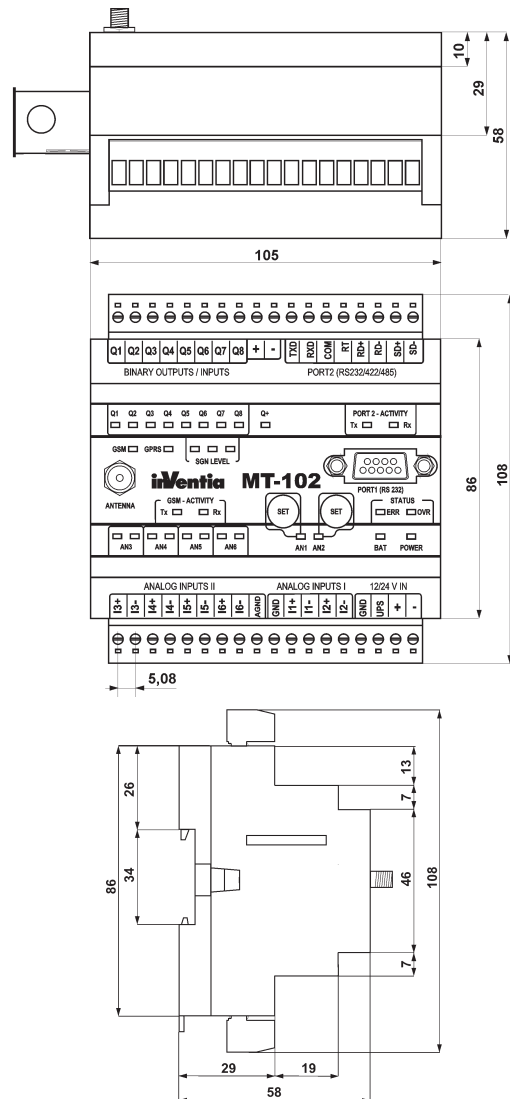 10
29
58
105
Q1 Q2 Q3 Q4 Q5 Q6 Q7 Q8 + - TXD RXD COM RT RD+ RD- SD+ SD-
BINARY OUTPUTS / INPUTS PORT2 (RS232/422/485)
Q1 Q2 Q3 Q4 Q5 Q6 Q7 Q8 Q+ PORT 2 - ACTIVITY
Tx Rx
GSM GPRS
SGN LEVEL
inVentia MT-102
PORT1 (RS 232)
ANTENNA GSM - ACTIVITY STATUS
Tx Rx SET SET ERR OVR
AN3 AN4 AN5 AN6 AN1 AN2 BAT POWER
ANALOG INPUTS II ANALOG INPUTS I 12/24 V IN
I3+ I3- I4+ I4- I5+ I5- I6+ I6- AGND GND I1+ I1- I2+ I2- GND UPS + -
86
108
5,08
13
26
7
34
86
46
108
7
29 19
58